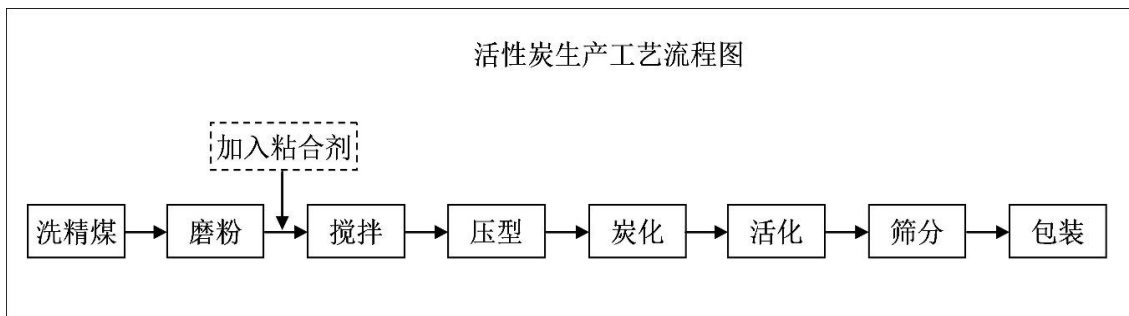 活性炭生产工艺流程图
加入粘合剂
冼精煤
磨粉
搅拌
压型
炭化
活化
筛分
包装